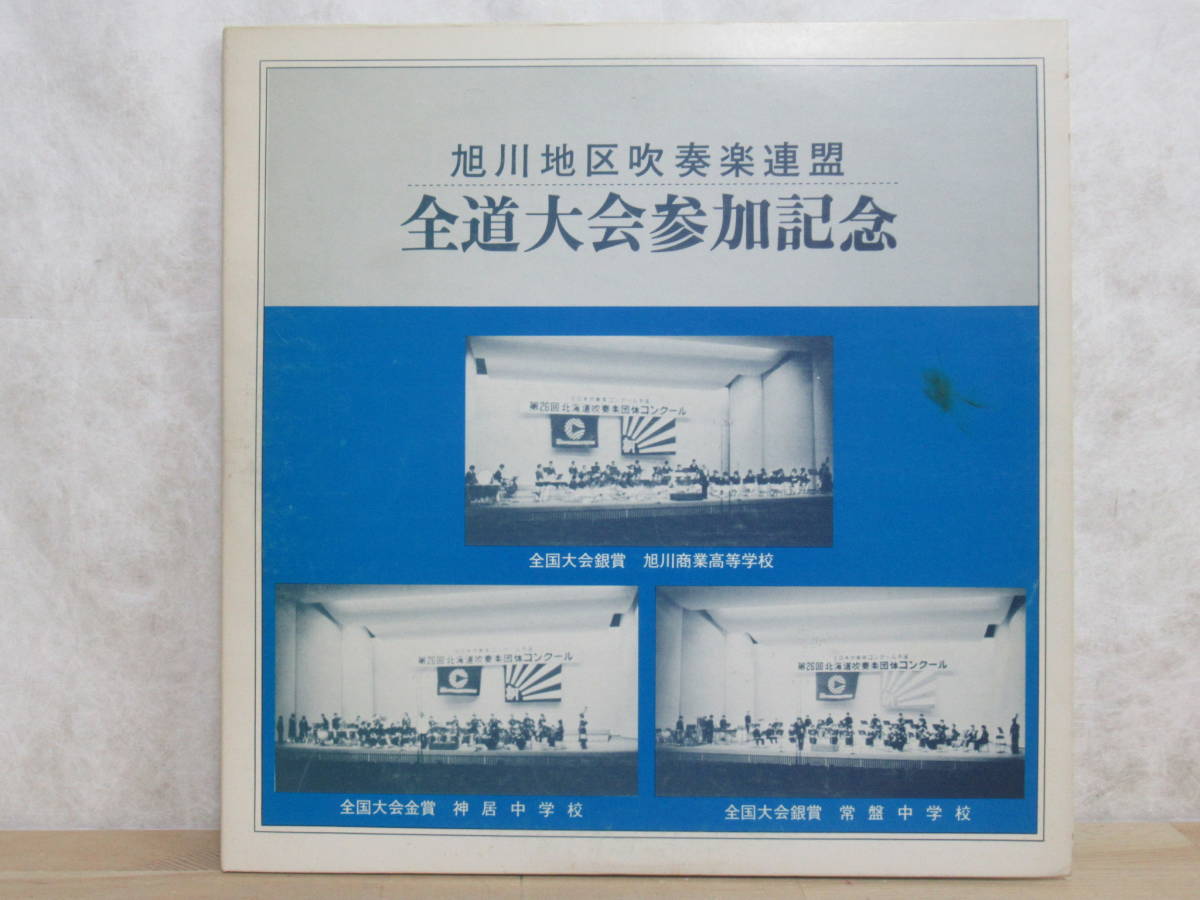 旭川地区吹奏楽連盟
全道大会参加記念
第26回北海道吹奏楽団体コンクール
全国大会銀賞 旭川商業高等学校
第26回北海道吹奏楽団体コンクール
第26回北海道吹奏楽団体コンクール
全国大会金賞 神居中学校
全国大会銀賞 常盤中学校